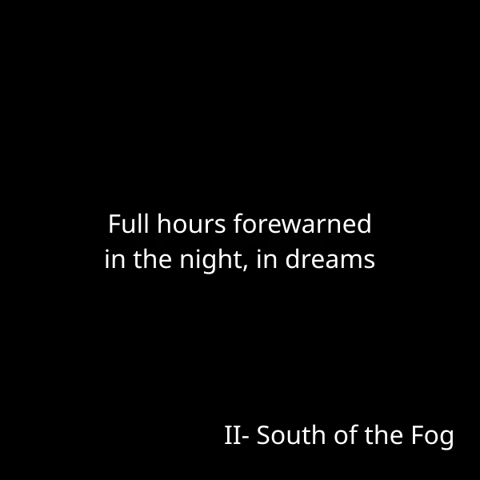 Full hours forewarned
in the night, in dreams
II- South of the Fog